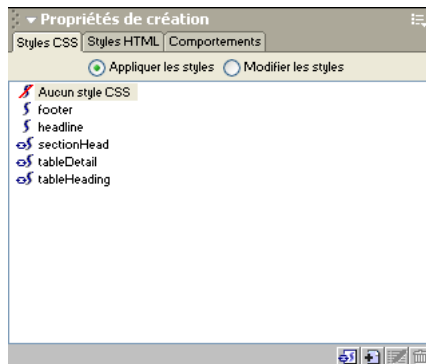 Propriétés de création
Styles CSS Styles HTML Comportements
Appliquer les styles Modifier les styles
Aucun style CSS
footer
headline
sectionHead
tableDetail
tableHeading